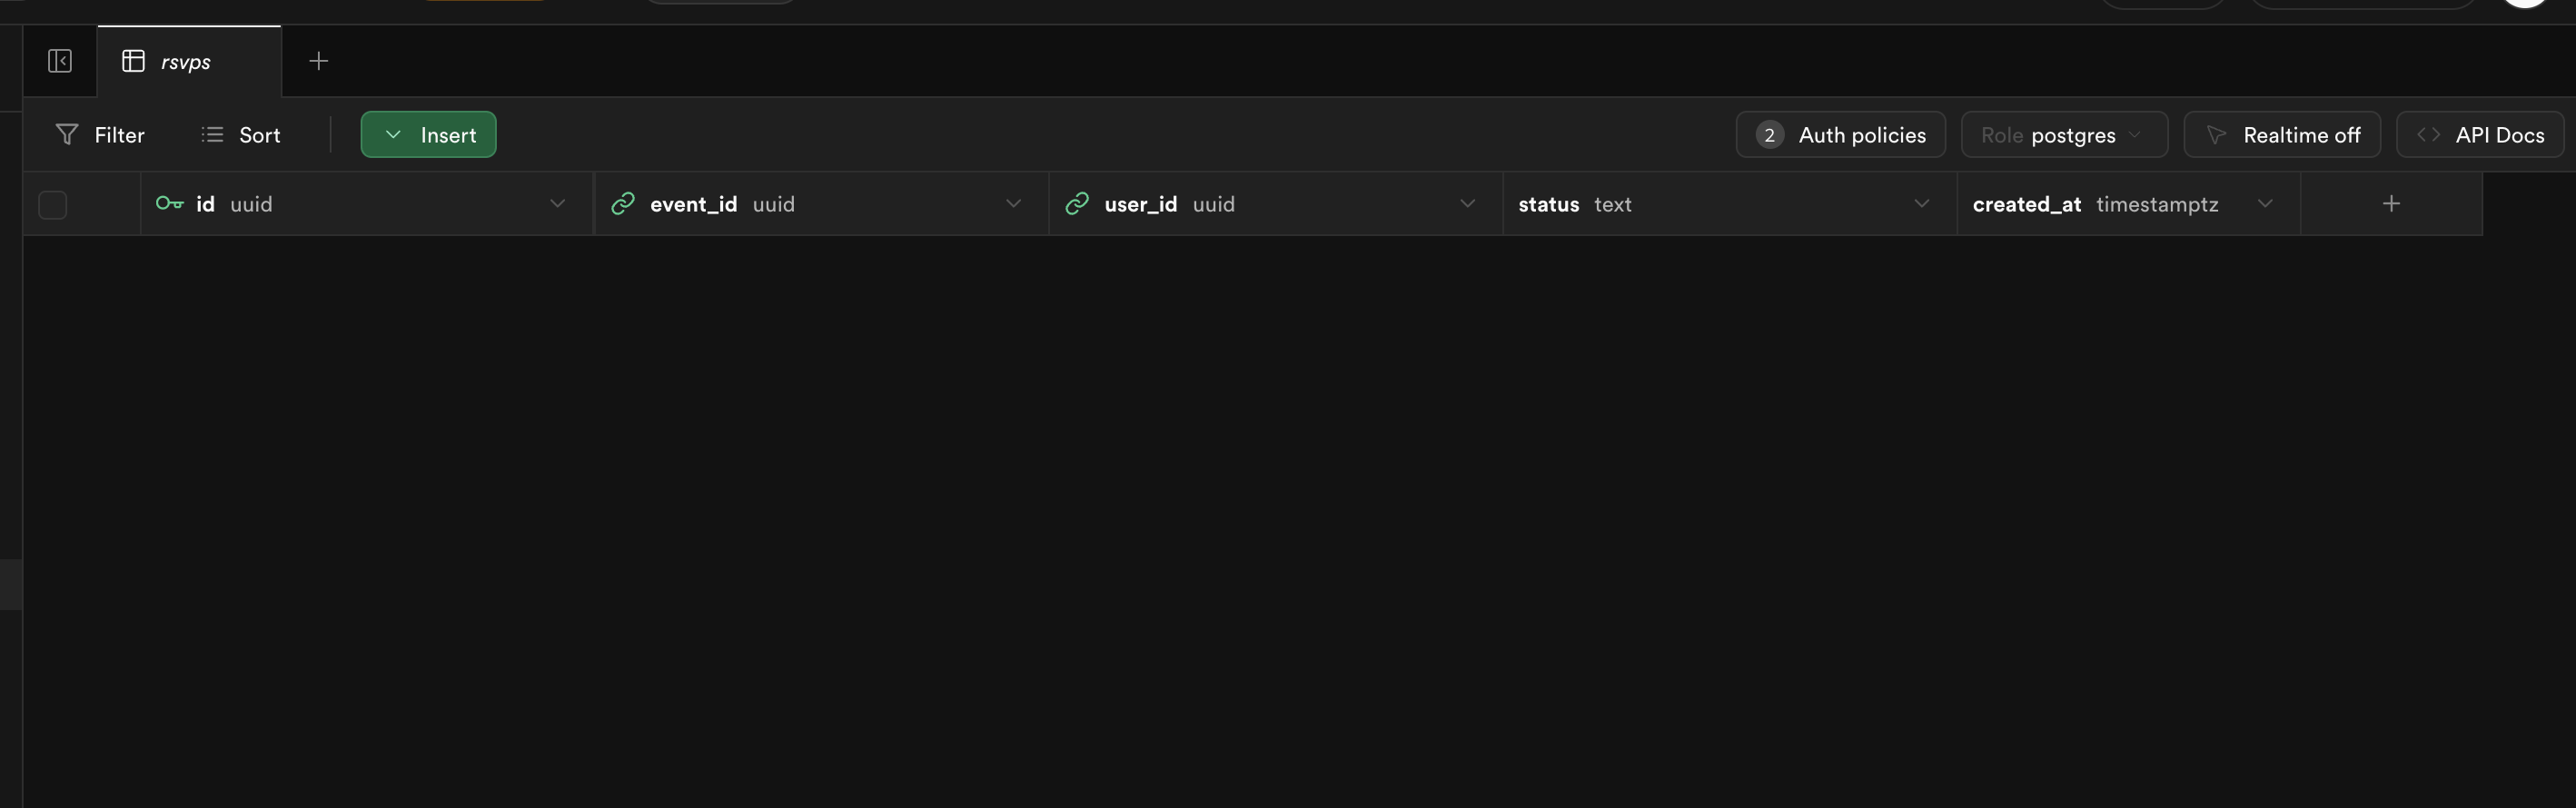 rsvps
Filter Sort Insert 2 Auth policies Role postgres Realtime off API Docs
id uuid event_id uuid user_id uuid status text created_at timestamptz